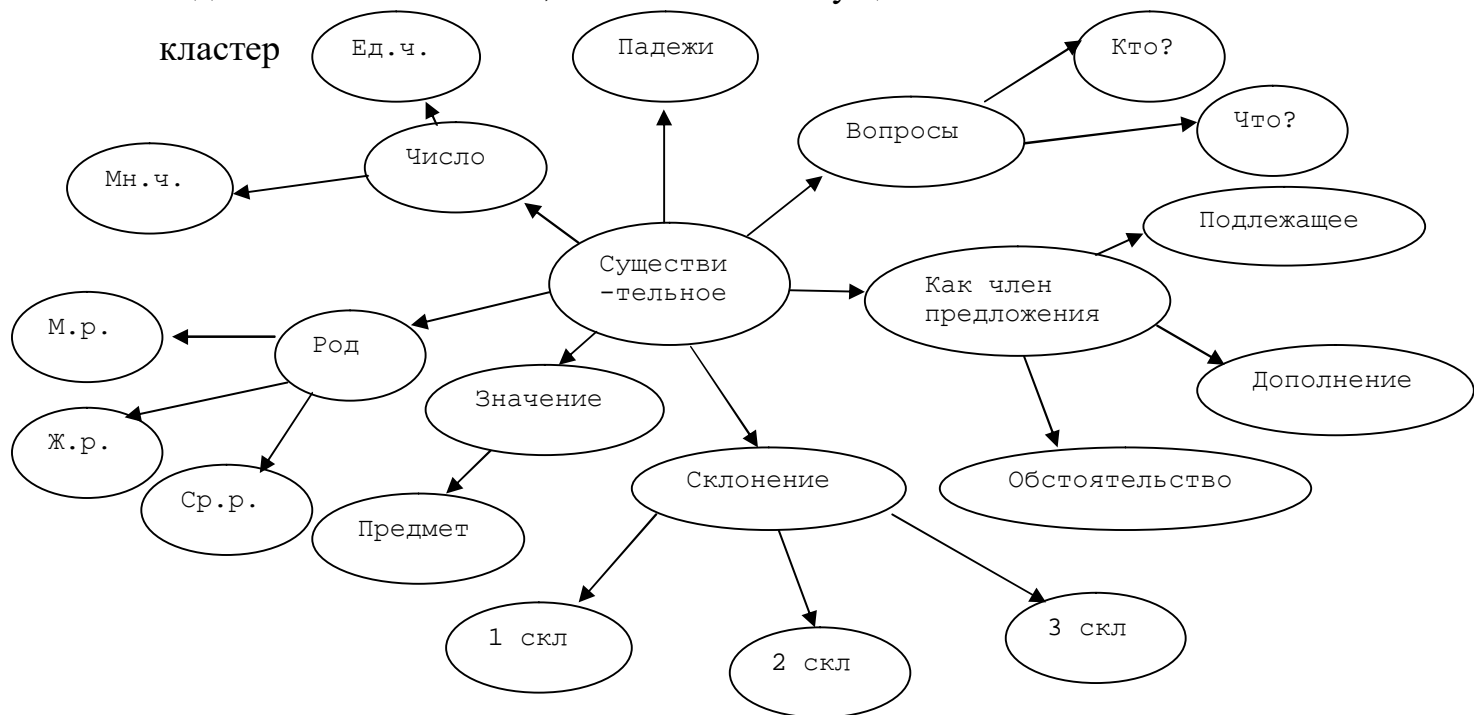 кластер
Ед.ч.
Падежи
Кто?
Вопросы
Что?
Число
Мн.ч.
Подлежащее
Существи
-тельное
Как член
предложения
М.р.
Род
Значение
Дополнение
Ж.р.
Склонение
Обстоятельство
Ср.р.
Предмет
1 скл
2 скл
3 скл